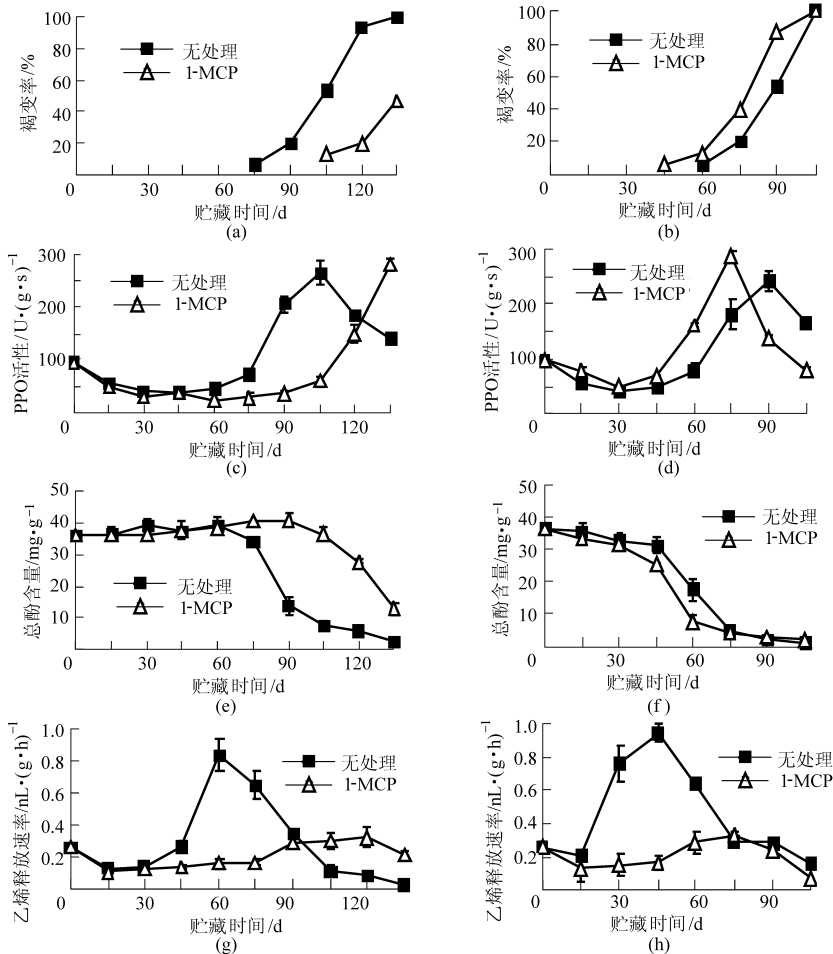 100
80
60
40
20
0
30
60
90
120
褐变率/%
无处理
1-MCP
贮藏时间/d
(a)
100
80
60
40
20
0
30
60
90
褐变率/%
无处理
1-MCP
贮藏时间/d
(b)
300
200
100
0
30
60
90
120
PPO活性/U·(g·s)⁻¹
无处理
1-MCP
贮藏时间/d
(c)
300
200
100
0
30
60
90
PPO活性/U·(g·s)⁻¹
无处理
1-MCP
贮藏时间/d
(d)
50
40
30
20
10
0
30
60
90
120
总酚含量/mg·g⁻¹
无处理
1-MCP
贮藏时间/d
(e)
50
40
30
20
10
0
30
60
90
总酚含量/mg·g⁻¹
无处理
1-MCP
贮藏时间/d
(f)
1.0
0.8
0.6
0.4
0.2
0
30
60
90
120
乙烯释放速率/nL·(g·h)⁻¹
无处理
1-MCP
贮藏时间/d
(g)
1.0
0.8
0.6
0.4
0.2
0
30
60
90
乙烯释放速率/nL·(g·h)⁻¹
无处理
1-MCP
贮藏时间/d
(h)